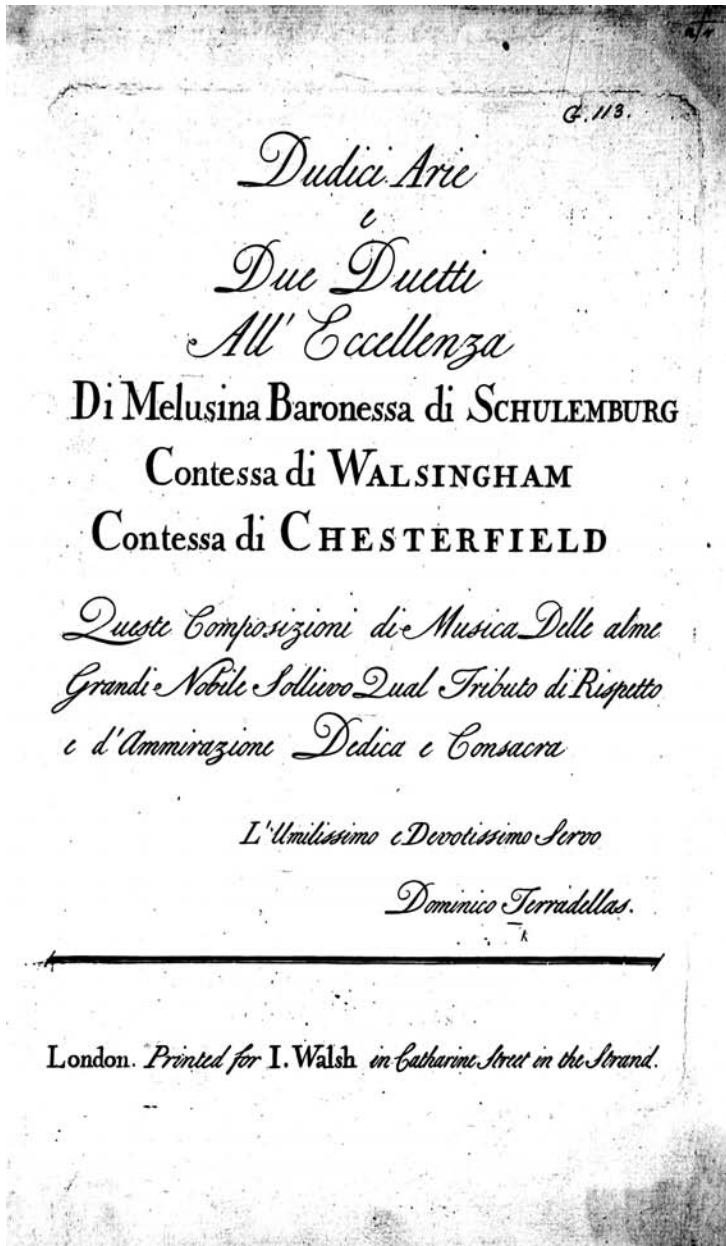 G. 113.
Dudici Arie
e
Due Duetti
All' Eccellenza
Di Melusina Baronessa di SCHULEMBURG
Contessa di WALSINGHAM
Contessa di CHESTERFIELD
Queste Composizioni di Musica Delle alme
Grandi Nobile Sollievo Qual Tributo di Rispetto
e d'Ammirazione Dedica e Consacra
L'Umilissimo e Devotissimo Servo
Dominico Terradellas.
London. Printed for I. Walsh in Catharine Street in the Strand.